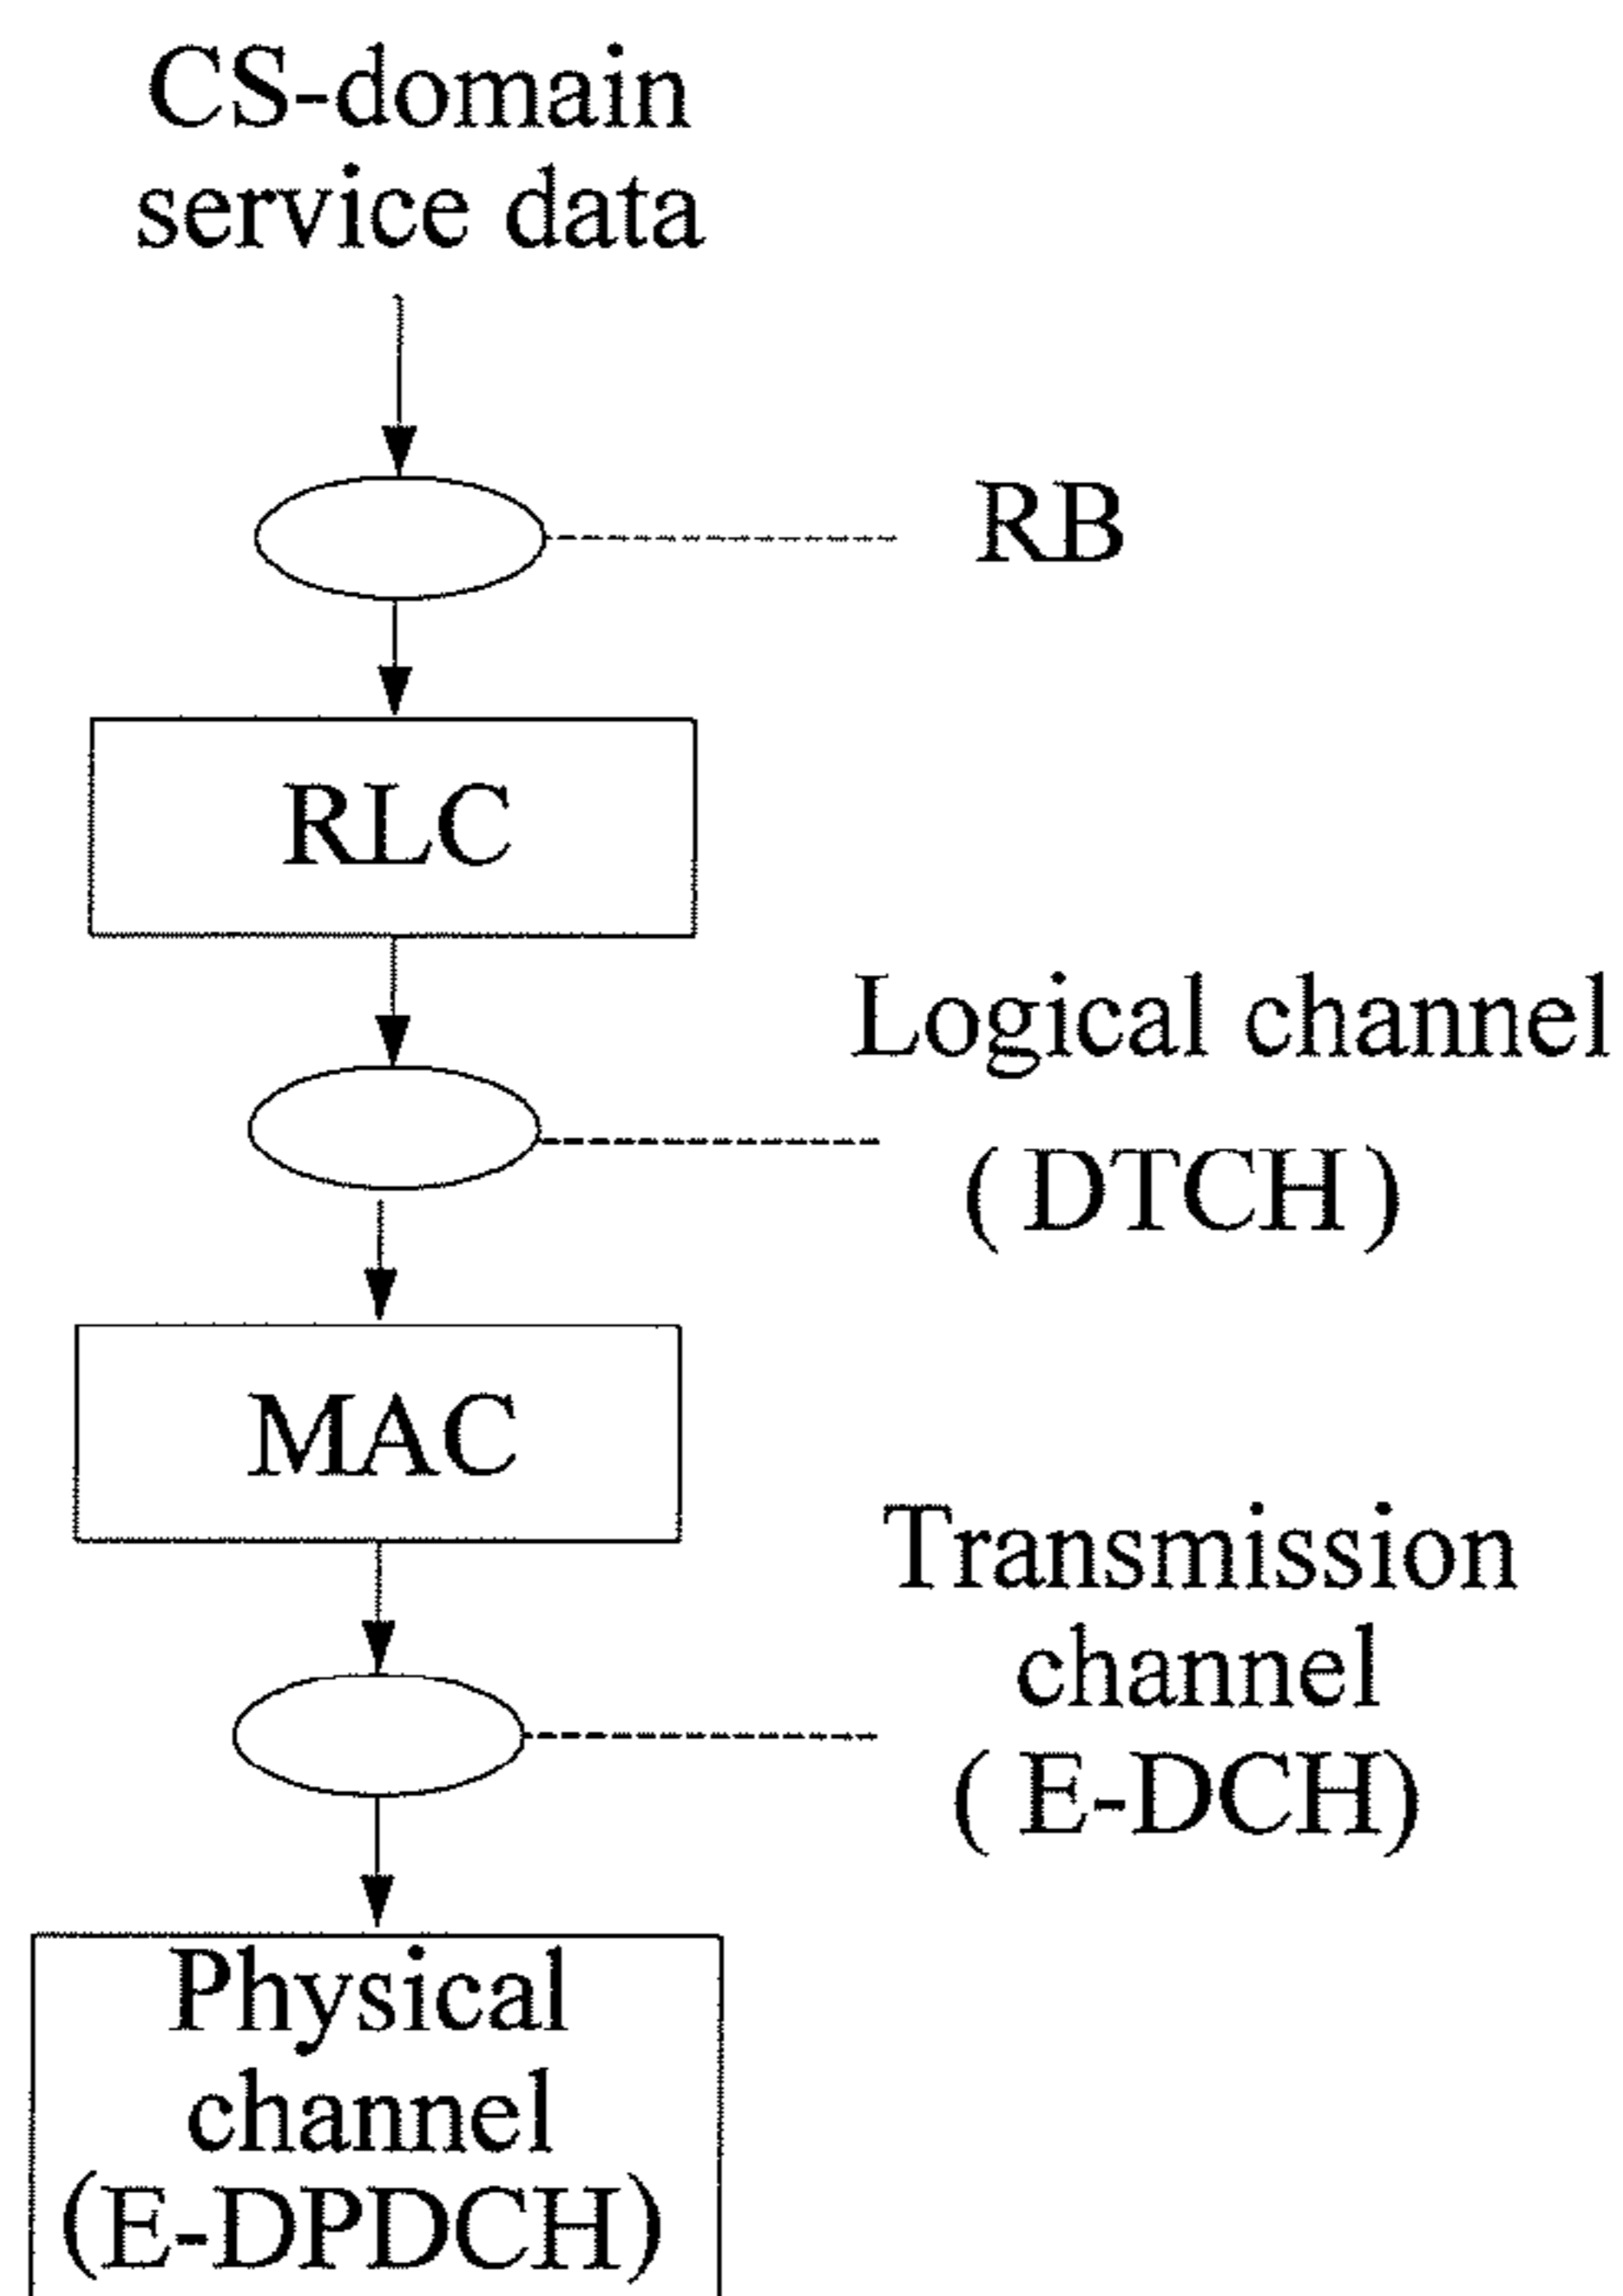 CS-domain
service data
RB
RLC
Logical channel
( DTCH )
MAC
Transmission
channel
( E-DCH)
Physical
channel
(E-DPDCH)